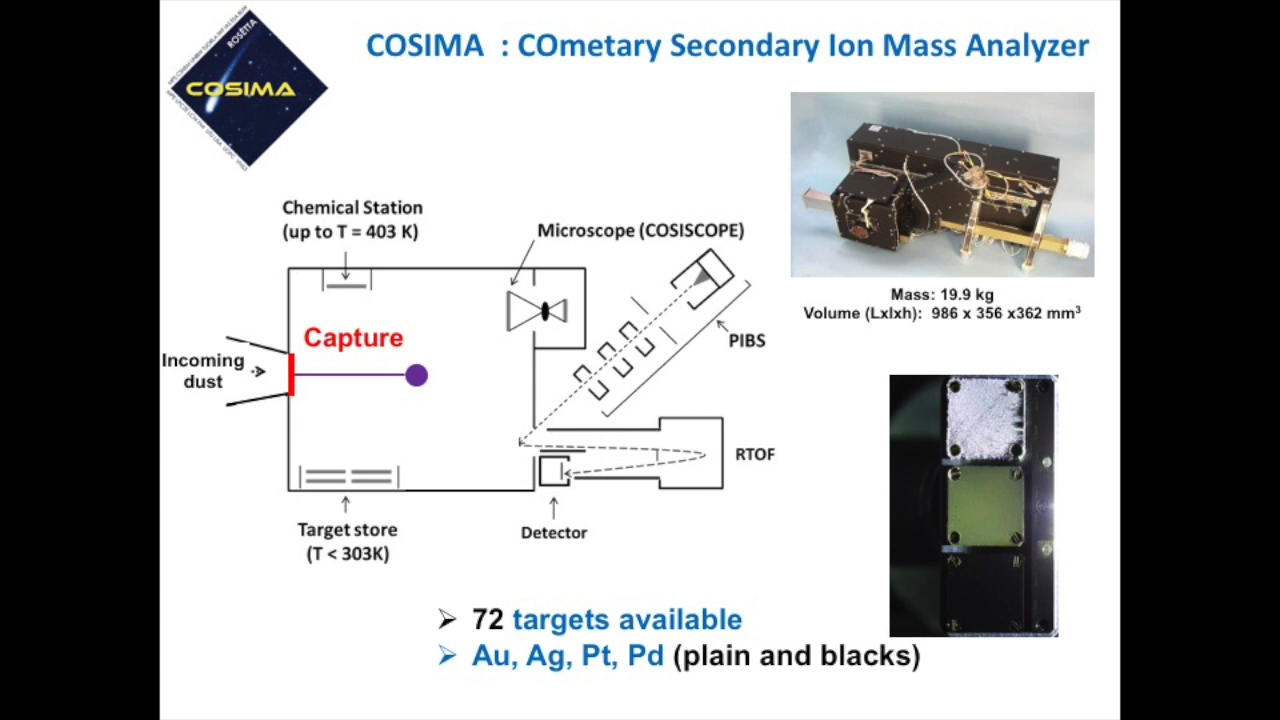 COSIMA : COmetary Secondary Ion Mass Analyzer
ROSETTA
COSIMA
Chemical Station
(up to T = 403 K)
Microscope (COSISCOPE)
Mass: 19.9 kg
Volume (Lxlxh): 986 x 356 x362 mm³
Capture
PIBS
Incoming
dust
RTOF
Target store
(T < 303K)
Detector
72 targets available
Au, Ag, Pt, Pd (plain and blacks)